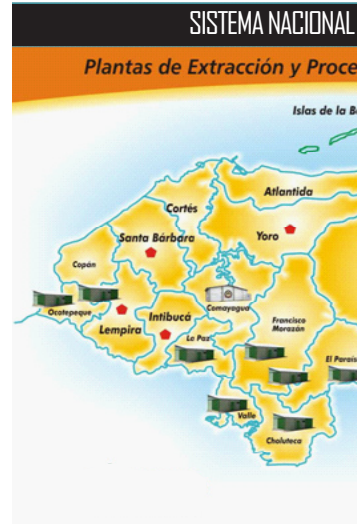 SISTEMA NACIONAL
Plantas de Extracción y Proce
Islas de la B
Atlantida
Cortés
Santa Bárbara
Yoro
Copán
Comayagua
Ocotepeque
Lempira
Intibucá
Francisco
Morazán
La Paz
El Paraís
Valle
Choluteca